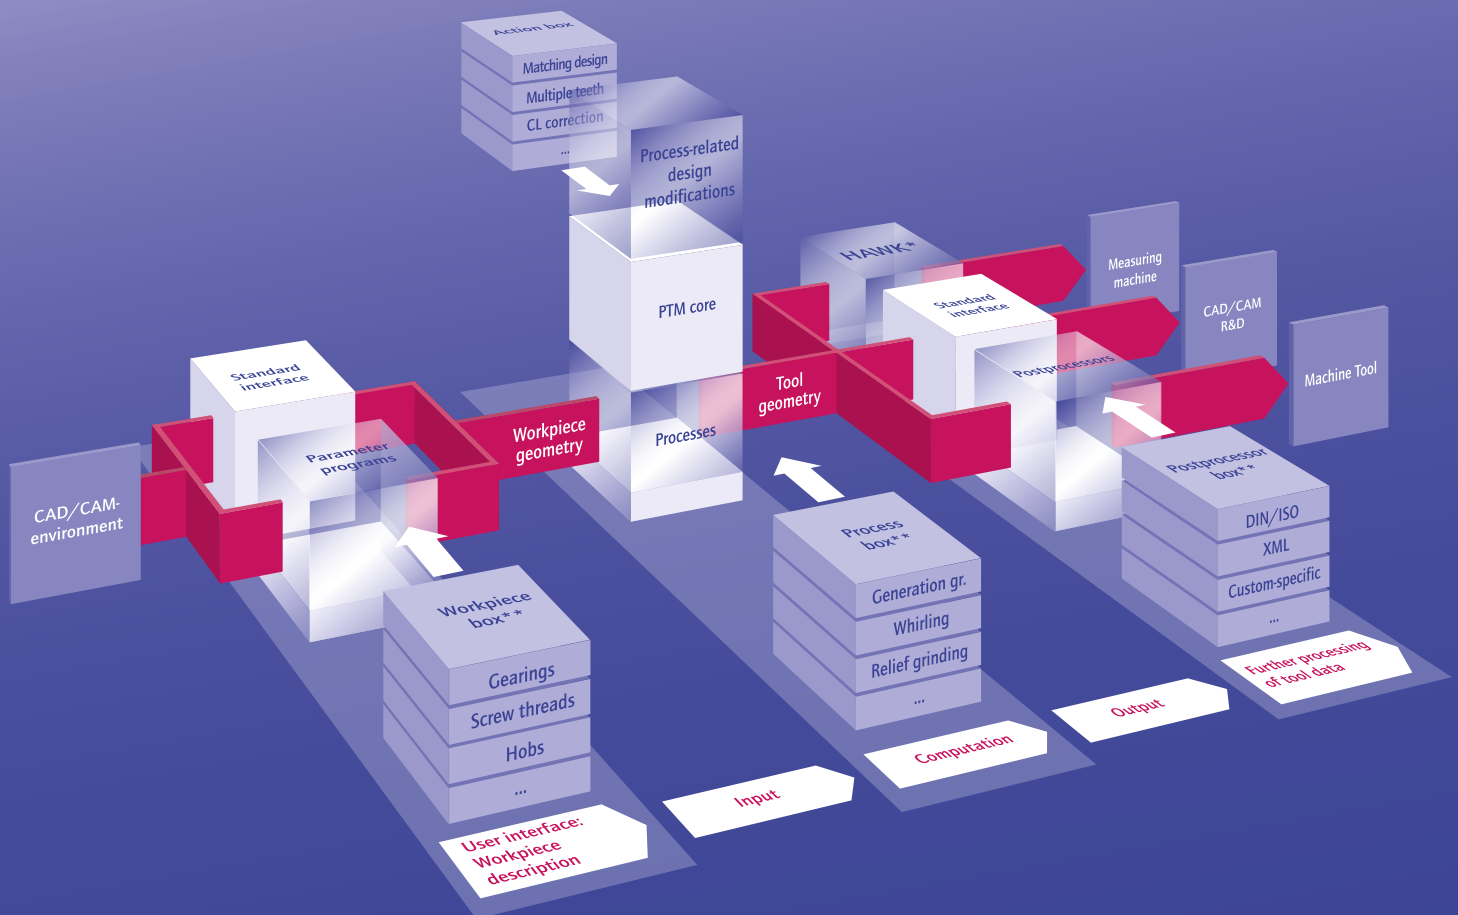 Action box
Matching design
Multiple teeth
CL correction
...
Process-related
design
modifications
PTM core
Processes
HAWK*
Standard
interface
Postprocessors
Measuring
machine
CAD/CAM
R&D
Machine Tool
Tool
geometry
Standard
interface
Parameter
programs
Workpiece
geometry
CAD/CAM-
environment
Workpiece
box**
Gearings
Screw threads
Hobs
...
Process
box**
Generation gr.
Whirling
Relief grinding
...
Postprocessor
box**
DIN/ISO
XML
Custom-specific
...
User interface:
Workpiece
description
Input
Computation
Output
Further processing
of tool data